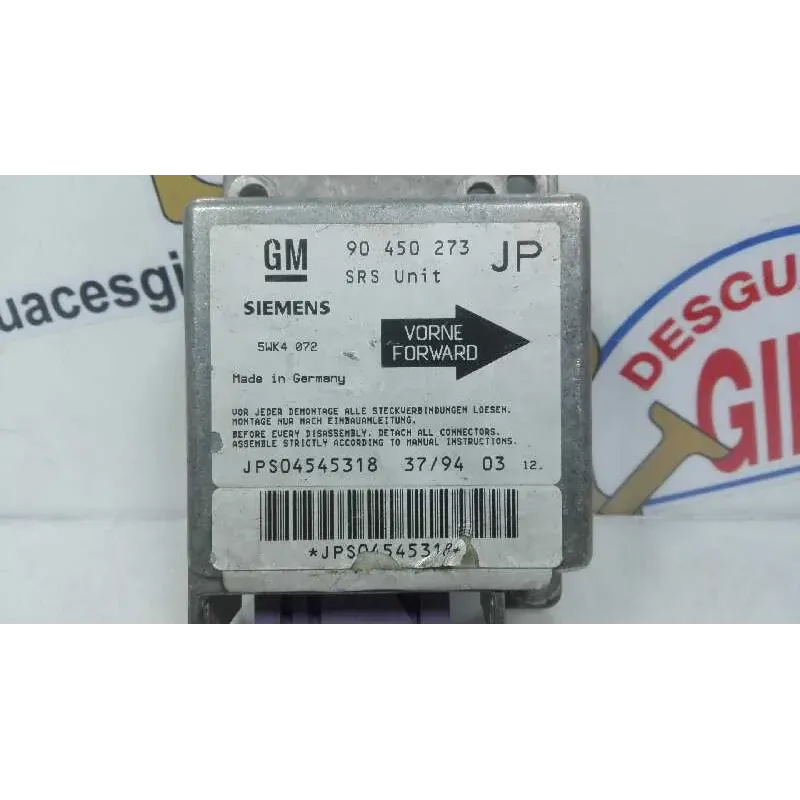 GM 90 450 273 JP
SRS Unit
SIEMENS
5WK4 072
VORNE
FORWARD
Made in Germany
VOR JEDER DEMONTAGE ALLE STECKVERBINDUNGEN LOESEN.
MONTAGE NUR NACH EINBAUANLEITUNG.
BEFORE EVERY DISASSEMBLY, DETACH ALL CONNECTORS.
ASSEMBLE STRICTLY ACCORDING TO MANUAL INSTRUCTIONS.
JPS04545318 37/94 03 12.
*JPS04545318*
uacesgi
DESGUA
GI